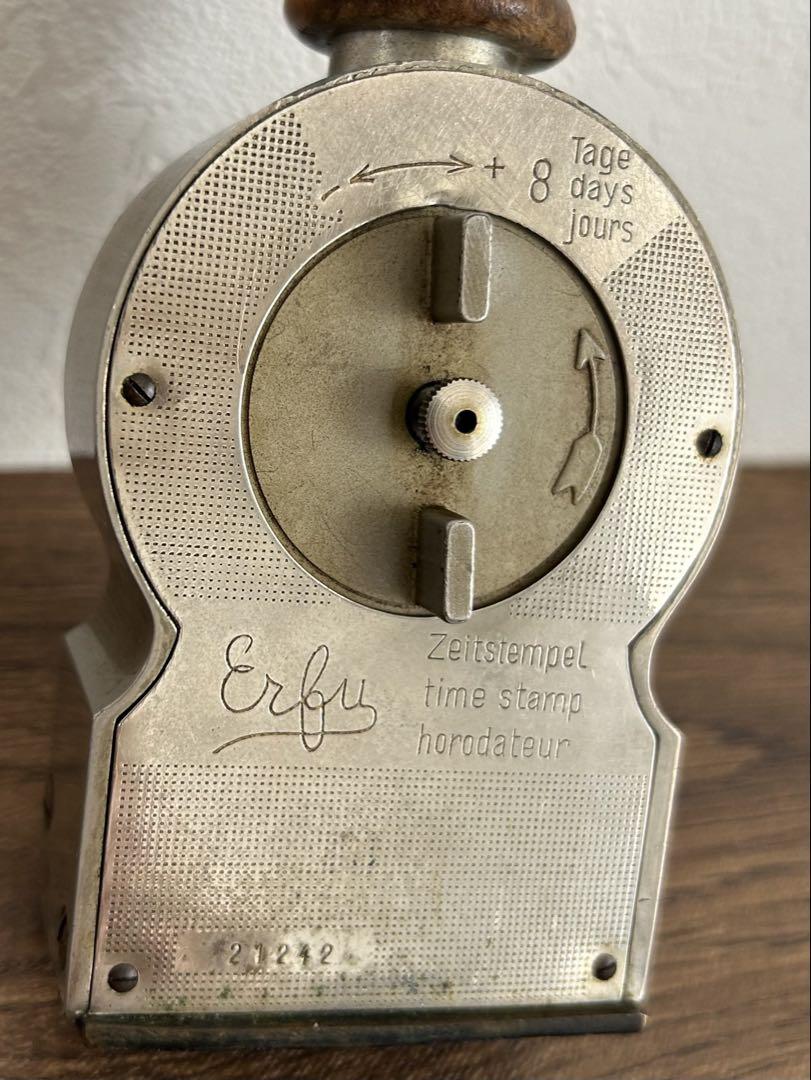 - +
8
Tage
days
jours
Erfu
Zeitstempel
time stamp
horodateur
21242